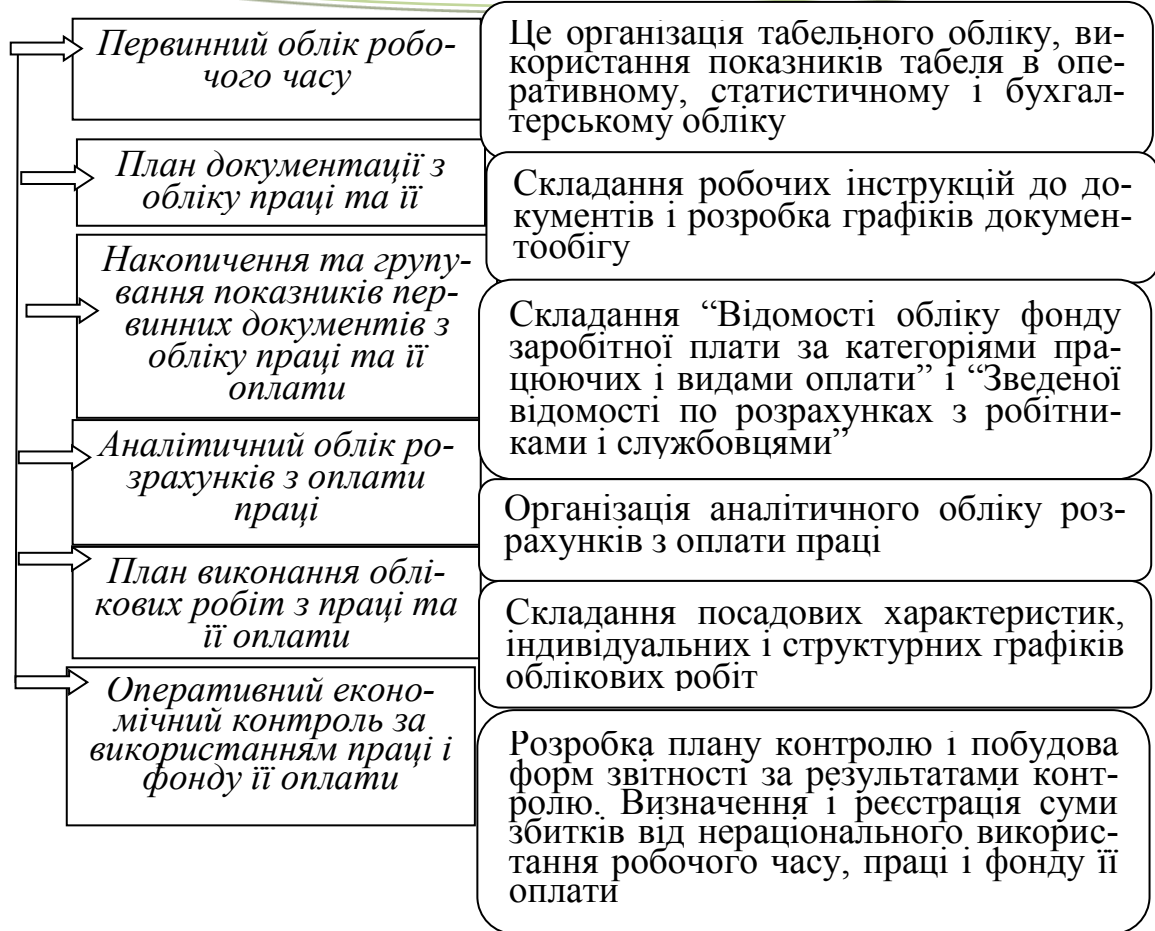 Первинний облік робо-
чого часу
Це організація табельного обліку, ви-
користання показників табеля в опе-
ративному, статистичному і бухгал-
терському обліку
План документації з
обліку праці та її
Складання робочих інструкцій до до-
кументів і розробка графіків докумен-
тообігу
Накопичення та групу-
вання показників пер-
винних документів з
обліку праці та її
оплати
Складання “Відомості обліку фонду
заробітної плати за категоріями пра-
цюючих і видами оплати” і “Зведеної
відомості по розрахунках з робітни-
ками і службовцями”
Аналітичний облік ро-
зрахунків з оплати
праці
Організація аналітичного обліку роз-
рахунків з оплати праці
План виконання облі-
кових робіт з праці та
її оплати
Складання посадових характеристик,
індивідуальних і структурних графіків
облікових робіт
Оперативний еконо-
мічний контроль за
використанням праці і
фонду її оплати
Розробка плану контролю і побудова
форм звітності за результатами конт-
ролю. Визначення і реєстрація суми
збитків від нераціонального викорис-
тання робочого часу, праці і фонду її
оплати